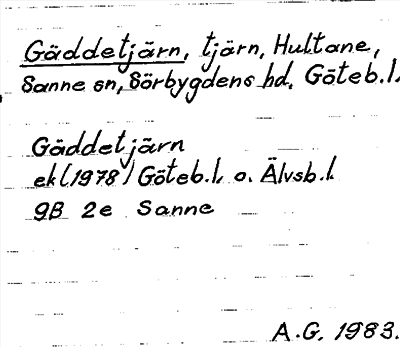 Gäddetjärn, tjärn, Hultane,
Sanne sn, Sörbygdens hd, Göteb.l.
Gäddetjärn
ek (1978) Göteb.l. o. Älvsb.l.
9B 2e Sanne
A.G. 1983.